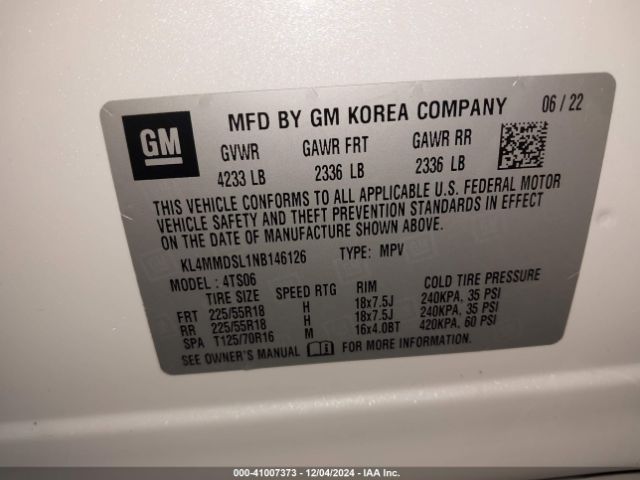 GM
MFD BY GM KOREA COMPANY 06 / 22
GVWR GAWR FRT GAWR RR
4233 LB 2336 LB 2336 LB
THIS VEHICLE CONFORMS TO ALL APPLICABLE U.S. FEDERAL MOTOR
VEHICLE SAFETY AND THEFT PREVENTION STANDARDS IN EFFECT
ON THE DATE OF MANUFACTURE SHOWN ABOVE.
KL4MMDSL1NB146126 TYPE: MPV
MODEL : 4TS06
TIRE SIZE SPEED RTG RIM COLD TIRE PRESSURE
FRT 225/55R18 H 18x7.5J 240KPA, 35 PSI
RR 225/55R18 H 18x7.5J 240KPA, 35 PSI
SPA T125/70R16 M 16x4.0BT 420KPA, 60 PSI
SEE OWNER'S MANUAL FOR MORE INFORMATION.
000-41007373 - 12/04/2024 - IAA Inc.